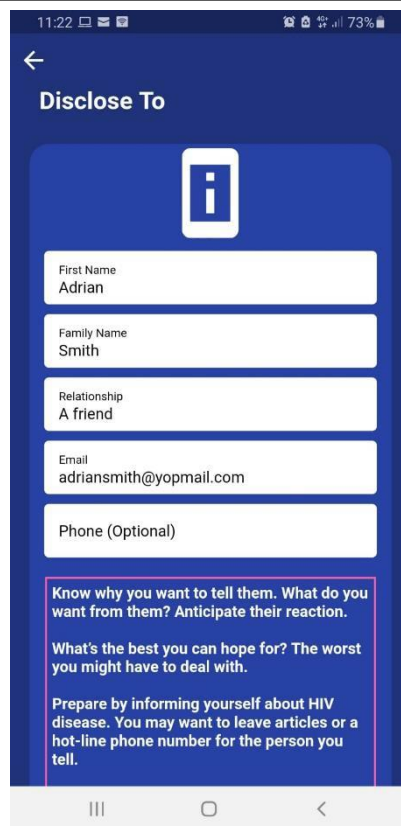 11:22 73%
Disclose To
First Name
Adrian
Family Name
Smith
Relationship
A friend
Email
adriansmith@yopmail.com
Phone (Optional)
Know why you want to tell them. What do you
want from them? Anticipate their reaction.
What's the best you can hope for? The worst
you might have to deal with.
Prepare by informing yourself about HIV
disease. You may want to leave articles or a
hot-line phone number for the person you
tell.